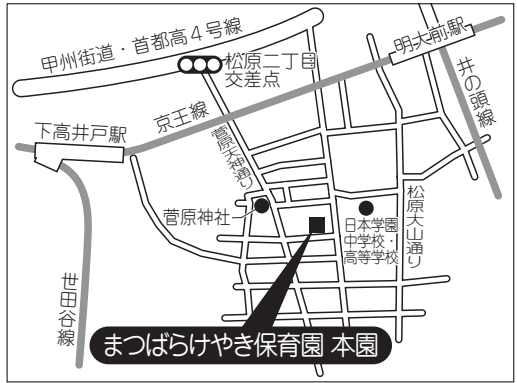 甲州街道・首都高4号線
松原二丁目
交差点
明大前駅
井の頭線
京王線
下高井戸駅
菅原天神通り
菅原神社
日本学園
中学校・
高等学校
松原大山通り
世田谷線
まつばらけやき保育園 本園